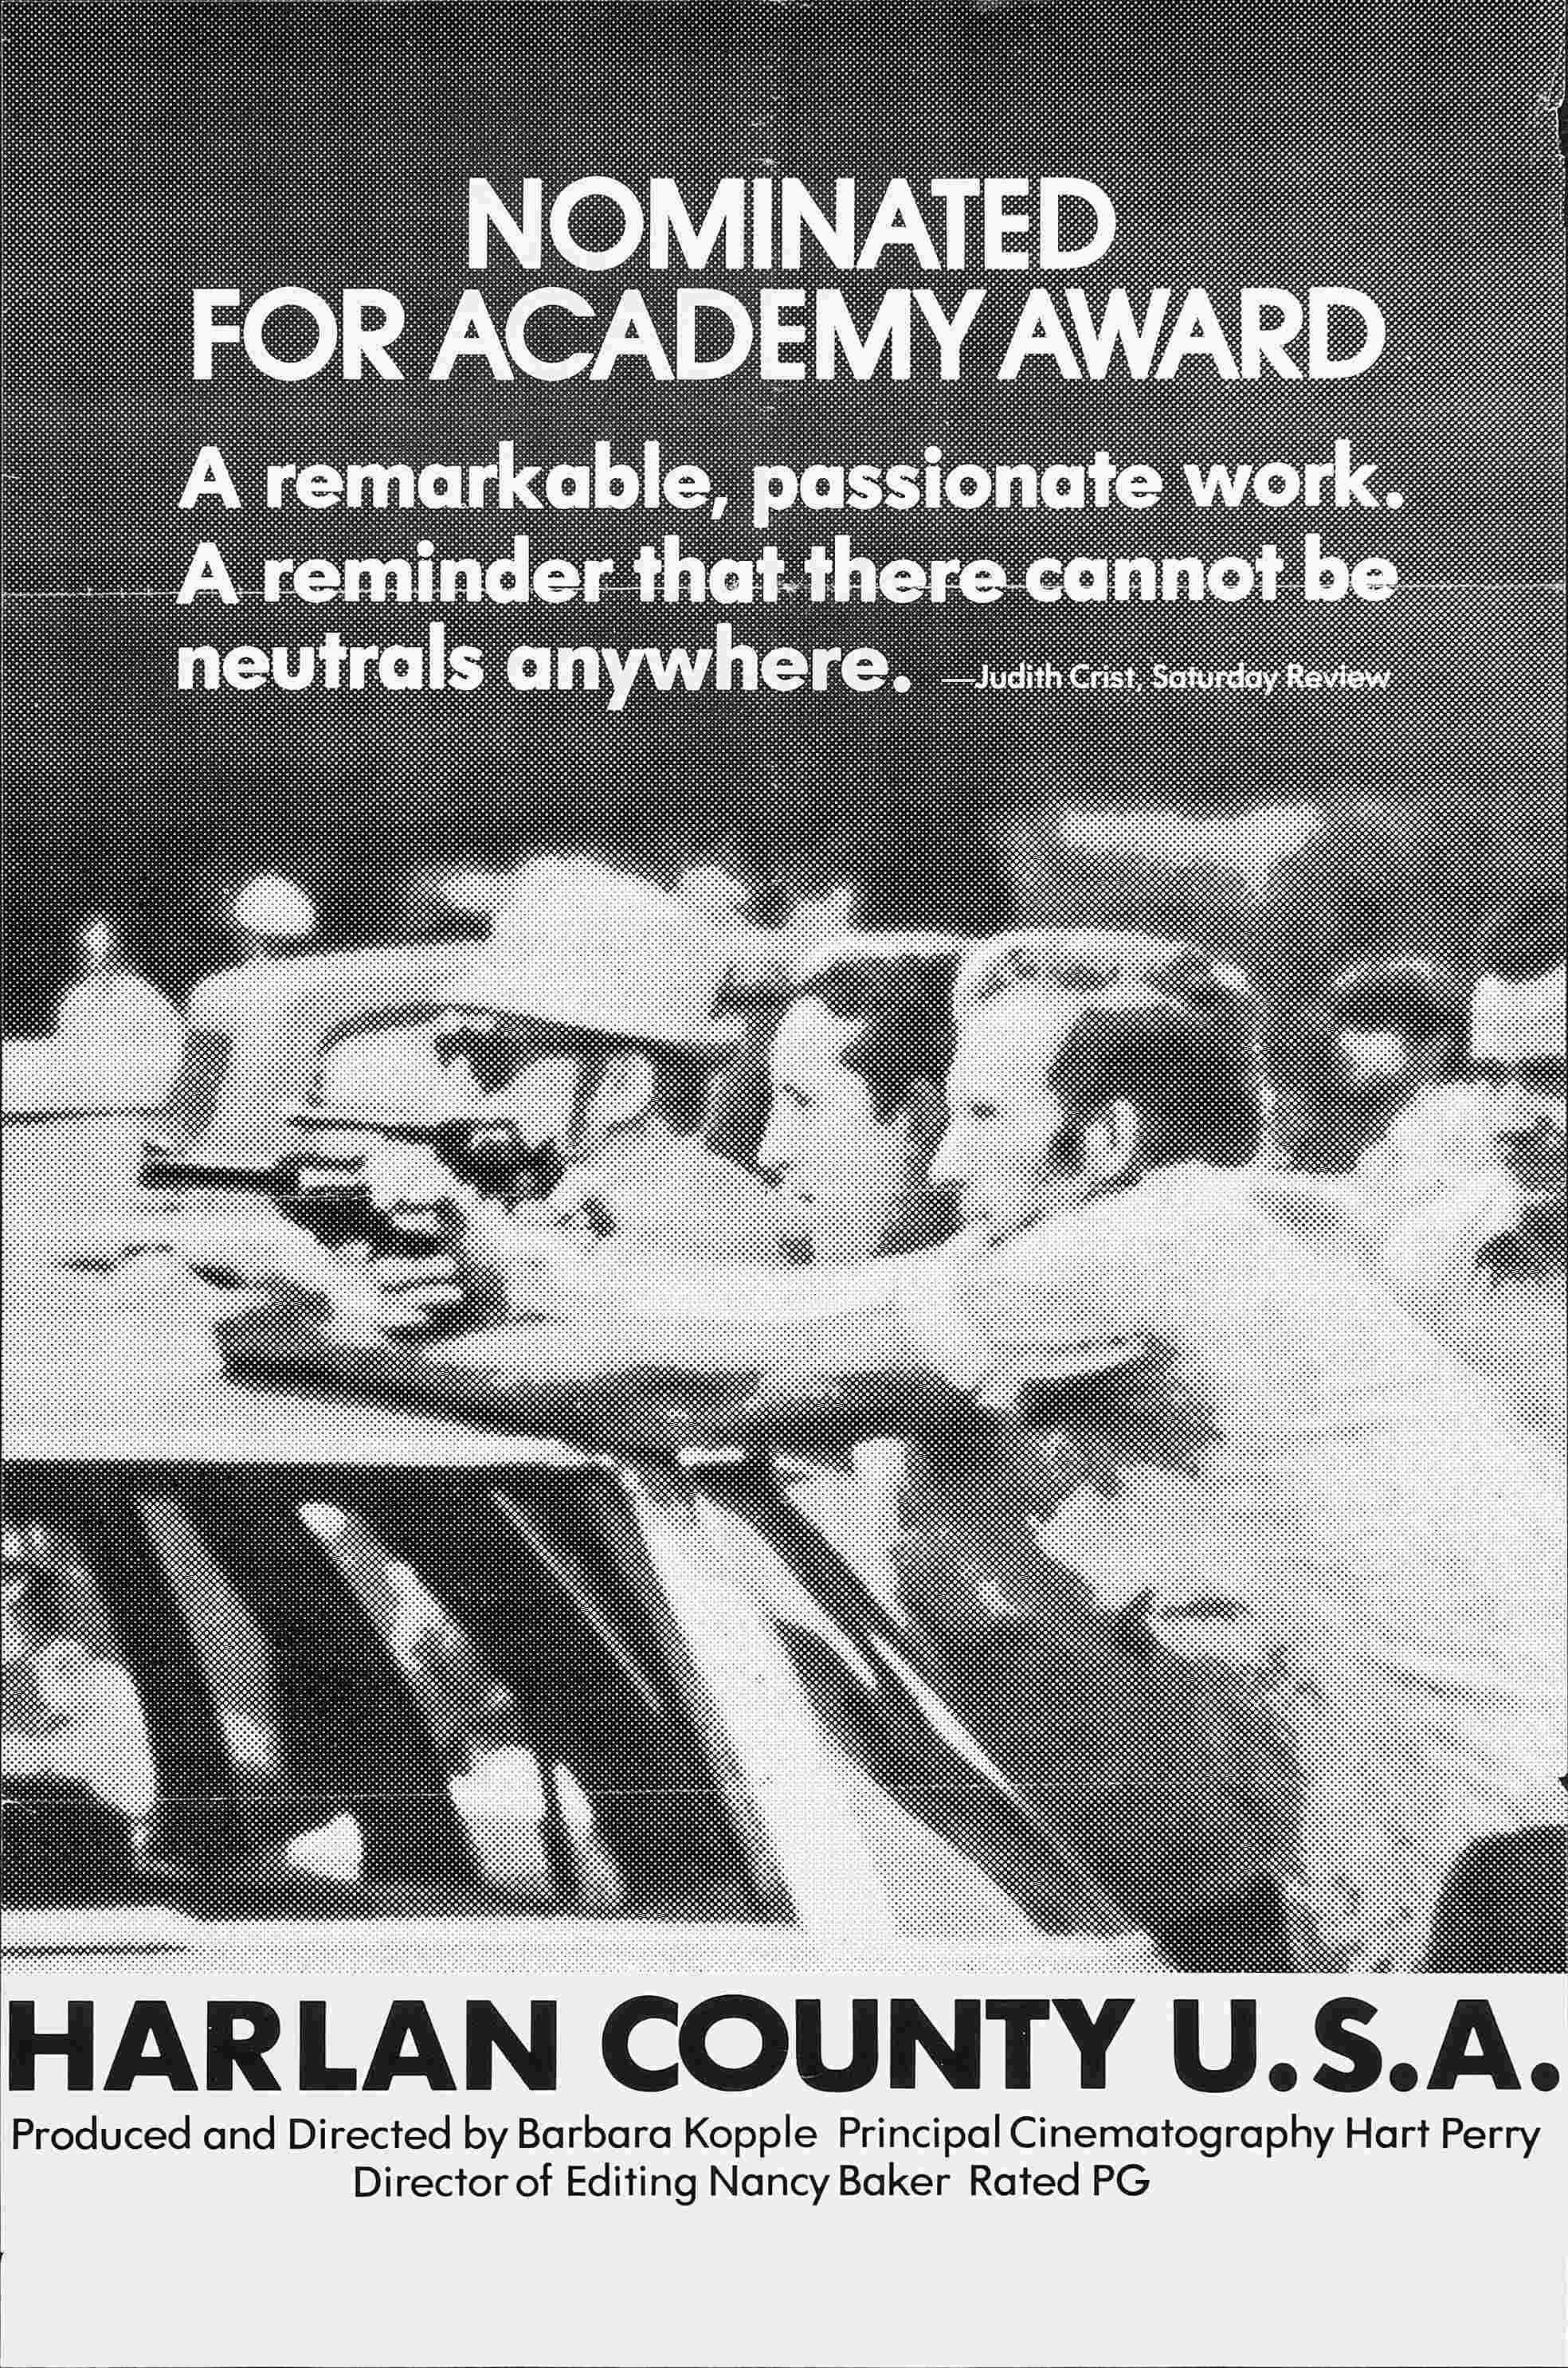 NOMINATED
FOR ACADEMY AWARD
A remarkable, passionate work.
A reminder that there cannot be
neutrals anywhere. —Judith Crist, Saturday Review
HARLAN COUNTY U.S.A.
Produced and Directed by Barbara Kopple Principal Cinematography Hart Perry
Director of Editing Nancy Baker Rated PG